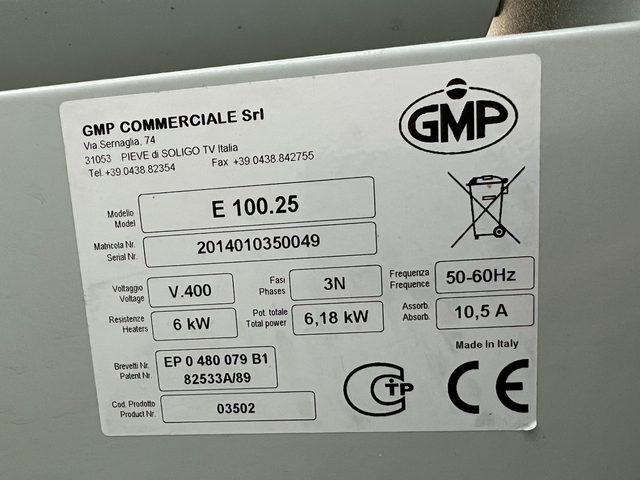 GMP COMMERCIALE Srl
Via Sernaglia, 74
31053 PIEVE di SOLIGO TV Italia
Tel. +39.0438.82354 Fax +39.0438.842755
GMP
Modello
Model
E 100.25
Matricola Nr.
Serial Nr.
2014010350049
Voltaggio
Voltage
V.400
Fasi
Phases
3N
Frequenza
Frequence
50-60Hz
Resistenze
Heaters
6 kW
Pot. totale
Total power
6,18 kW
Assorb.
Absorb.
10,5 A
Brevetti Nr.
Patent Nr.
EP 0 480 079 B1
82533A/89
Made in Italy
Cod. Prodotto
Product Nr.
03502
CTP
CE